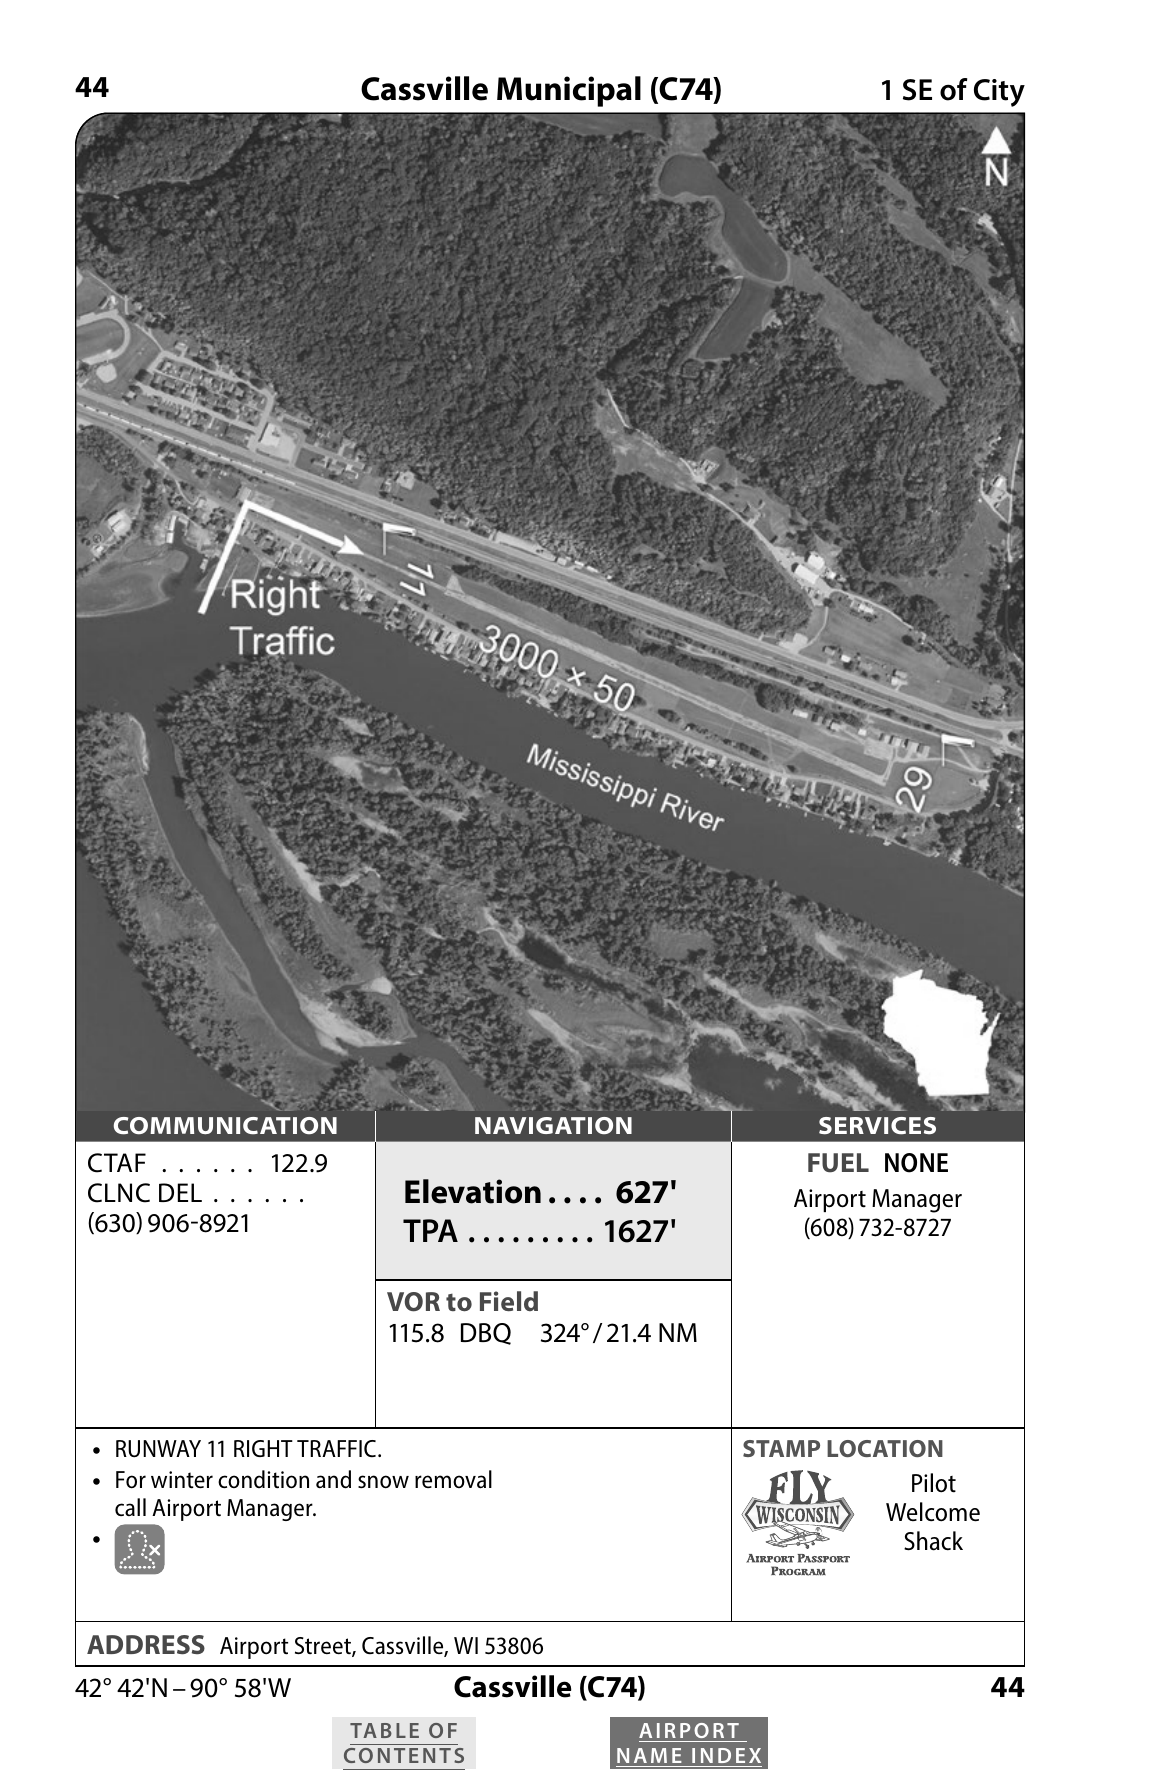 44 Cassville Municipal (C74) 1 SE of City
N
Right
Traffic
11
3000 × 50
Mississippi River
29
COMMUNICATION NAVIGATION SERVICES
CTAF . . . . . . 122.9
CLNC DEL . . . . . .
(630) 906-8921
Elevation . . . . 627'
TPA . . . . . . . . . 1627'
VOR to Field
115.8 DBQ 324° / 21.4 NM
FUEL NONE
Airport Manager
(608) 732-8727
• RUNWAY 11 RIGHT TRAFFIC.
• For winter condition and snow removal
call Airport Manager.
•
STAMP LOCATION
FLY
WISCONSIN
AIRPORT PASSPORT
PROGRAM
Pilot
Welcome
Shack
ADDRESS Airport Street, Cassville, WI 53806
42° 42'N – 90° 58'W Cassville (C74) 44
TABLE OF
CONTENTS
AIRPORT
NAME INDEX